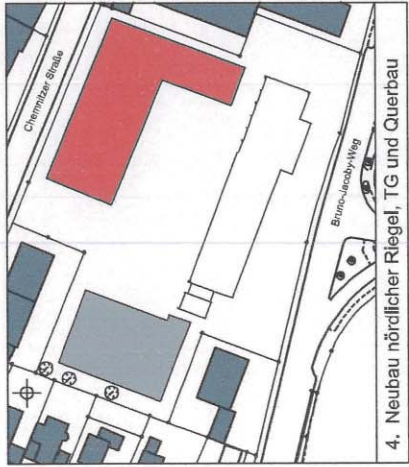 Chemnitzer Straße
Bruno-Jacoby-Weg
4. Neubau nördlicher Riegel, TG und Querbau